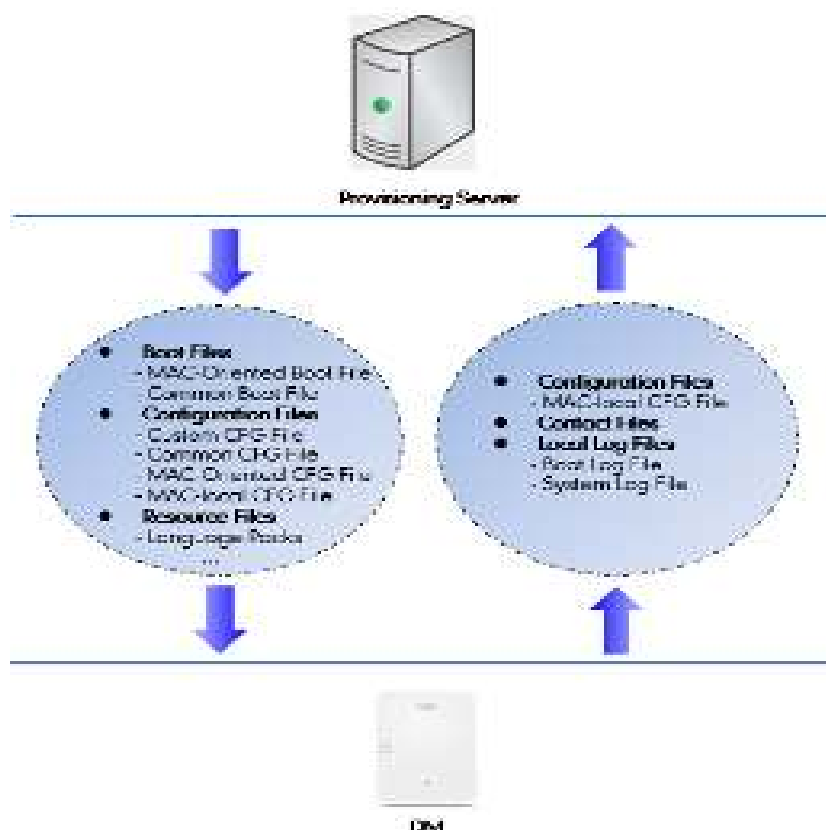 Provisioning Server
● Boot Files
- MAC-Oriented Boot File
- Common Boot File
● Configuration Files
- Custom CFG File
- Common CFG File
- MAC-Oriented CFG File
- MAC-local CFG File
● Resource Files
- Language Packs
...
● Configuration Files
- MAC-local CFG File
● Contact Files
● Local Log Files
- Boot Log File
- System Log File